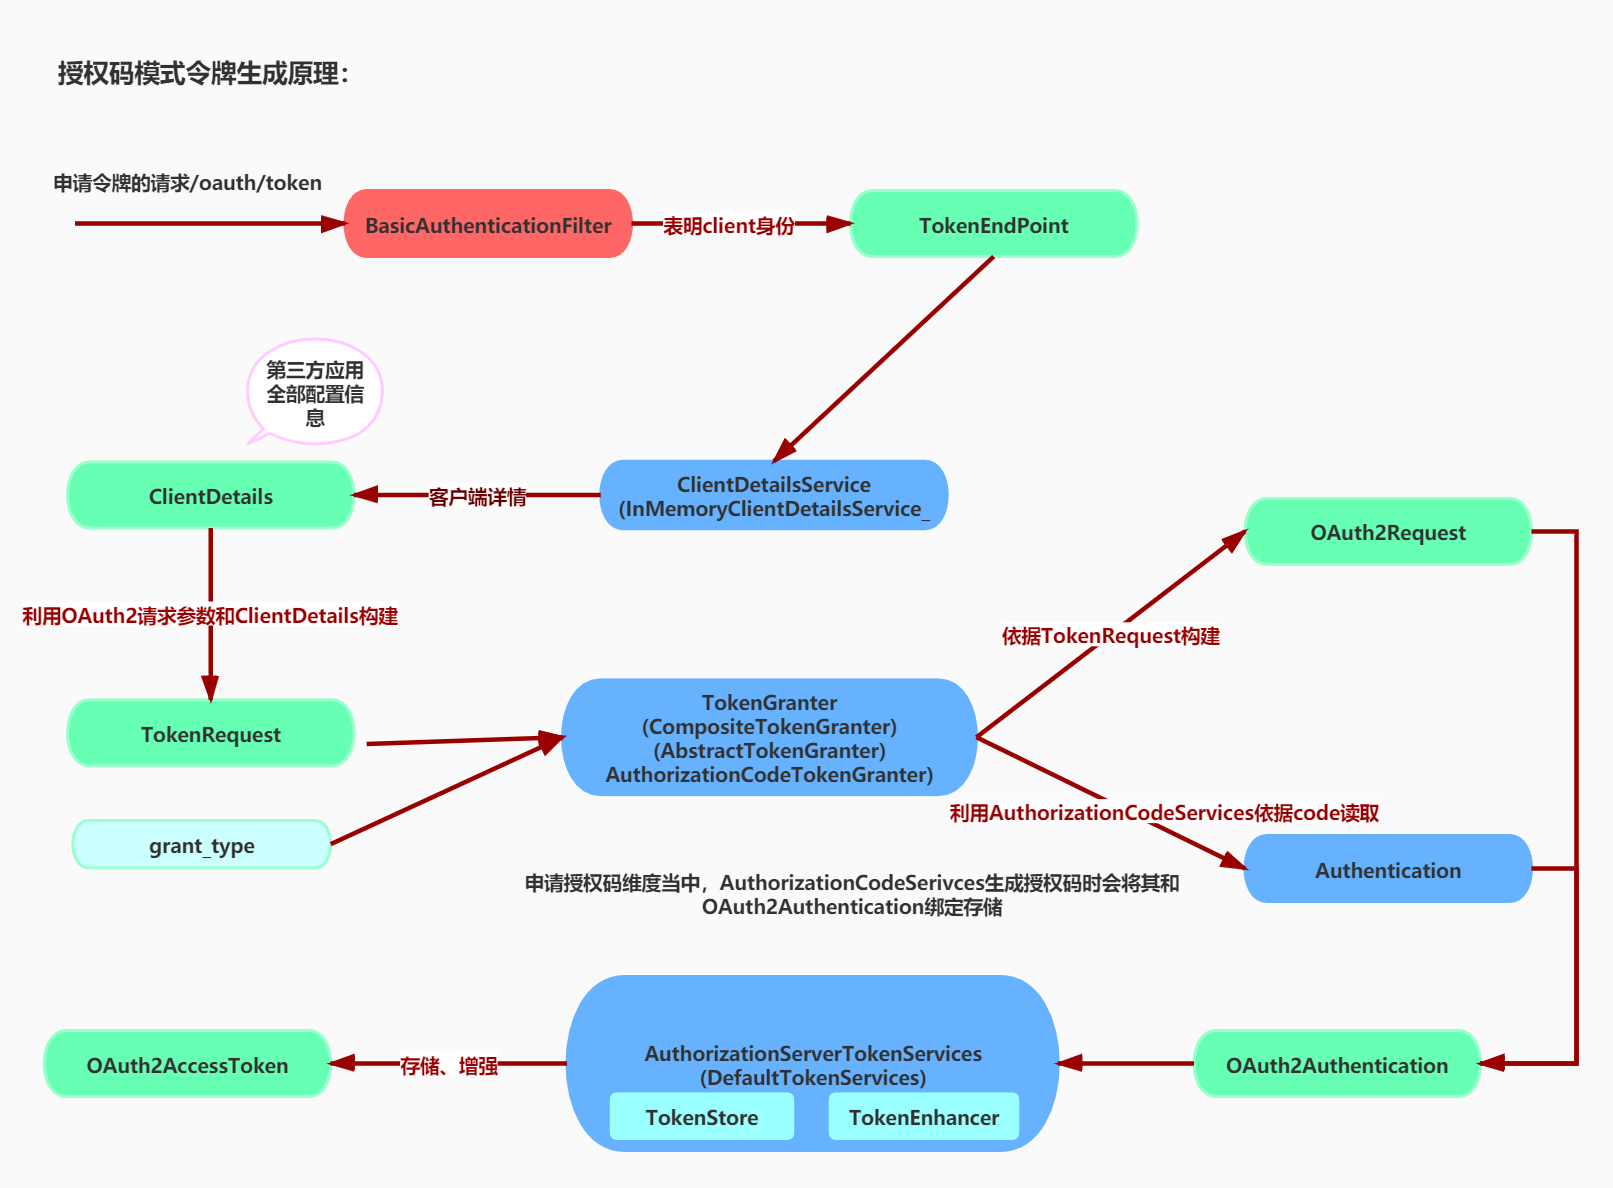 授权码模式令牌生成原理：
申请令牌的请求/oauth/token
BasicAuthenticationFilter
表明client身份
TokenEndPoint
第三方应用
全部配置信
息
ClientDetails
客户端详情
ClientDetailsService
(InMemoryClientDetailsService_
OAuth2Request
利用OAuth2请求参数和ClientDetails构建
依据TokenRequest构建
TokenRequest
TokenGranter
(CompositeTokenGranter)
(AbstractTokenGranter)
AuthorizationCodeTokenGranter)
grant_type
利用AuthorizationCodeServices依据code读取
Authentication
申请授权码维度当中，AuthorizationCodeSerivces生成授权码时会将其和
OAuth2Authentication绑定存储
OAuth2AccessToken
存储、增强
AuthorizationServerTokenServices
(DefaultTokenServices)
TokenStore
TokenEnhancer
OAuth2Authentication